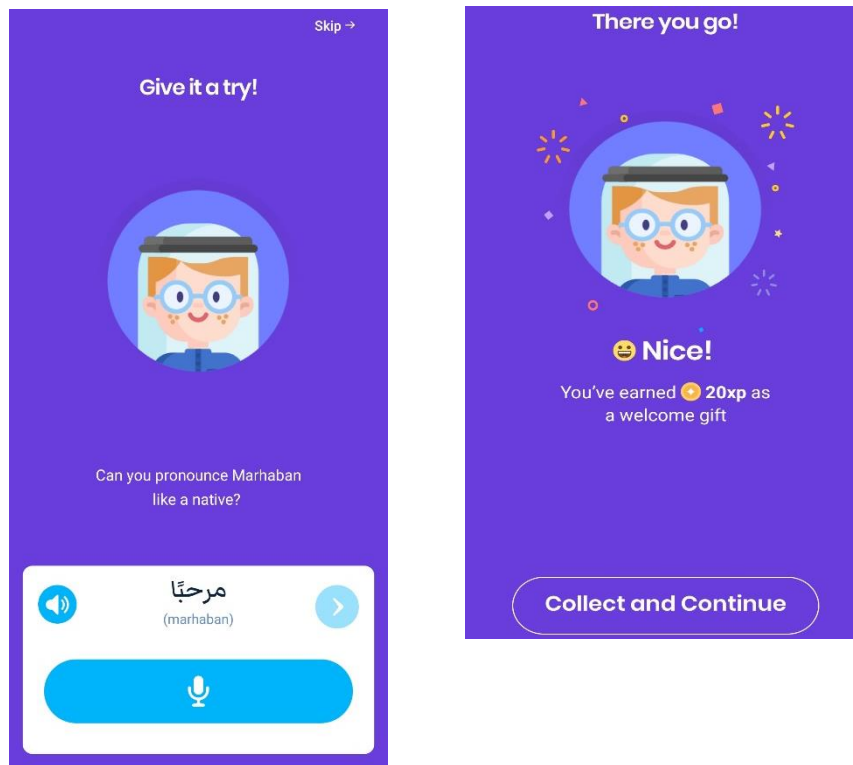 Skip →
Give it a try!
Can you pronounce Marhaban
like a native?
مرحبًا
(marhaban)
There you go!
😀 Nice!
You've earned 20xp as
a welcome gift
Collect and Continue